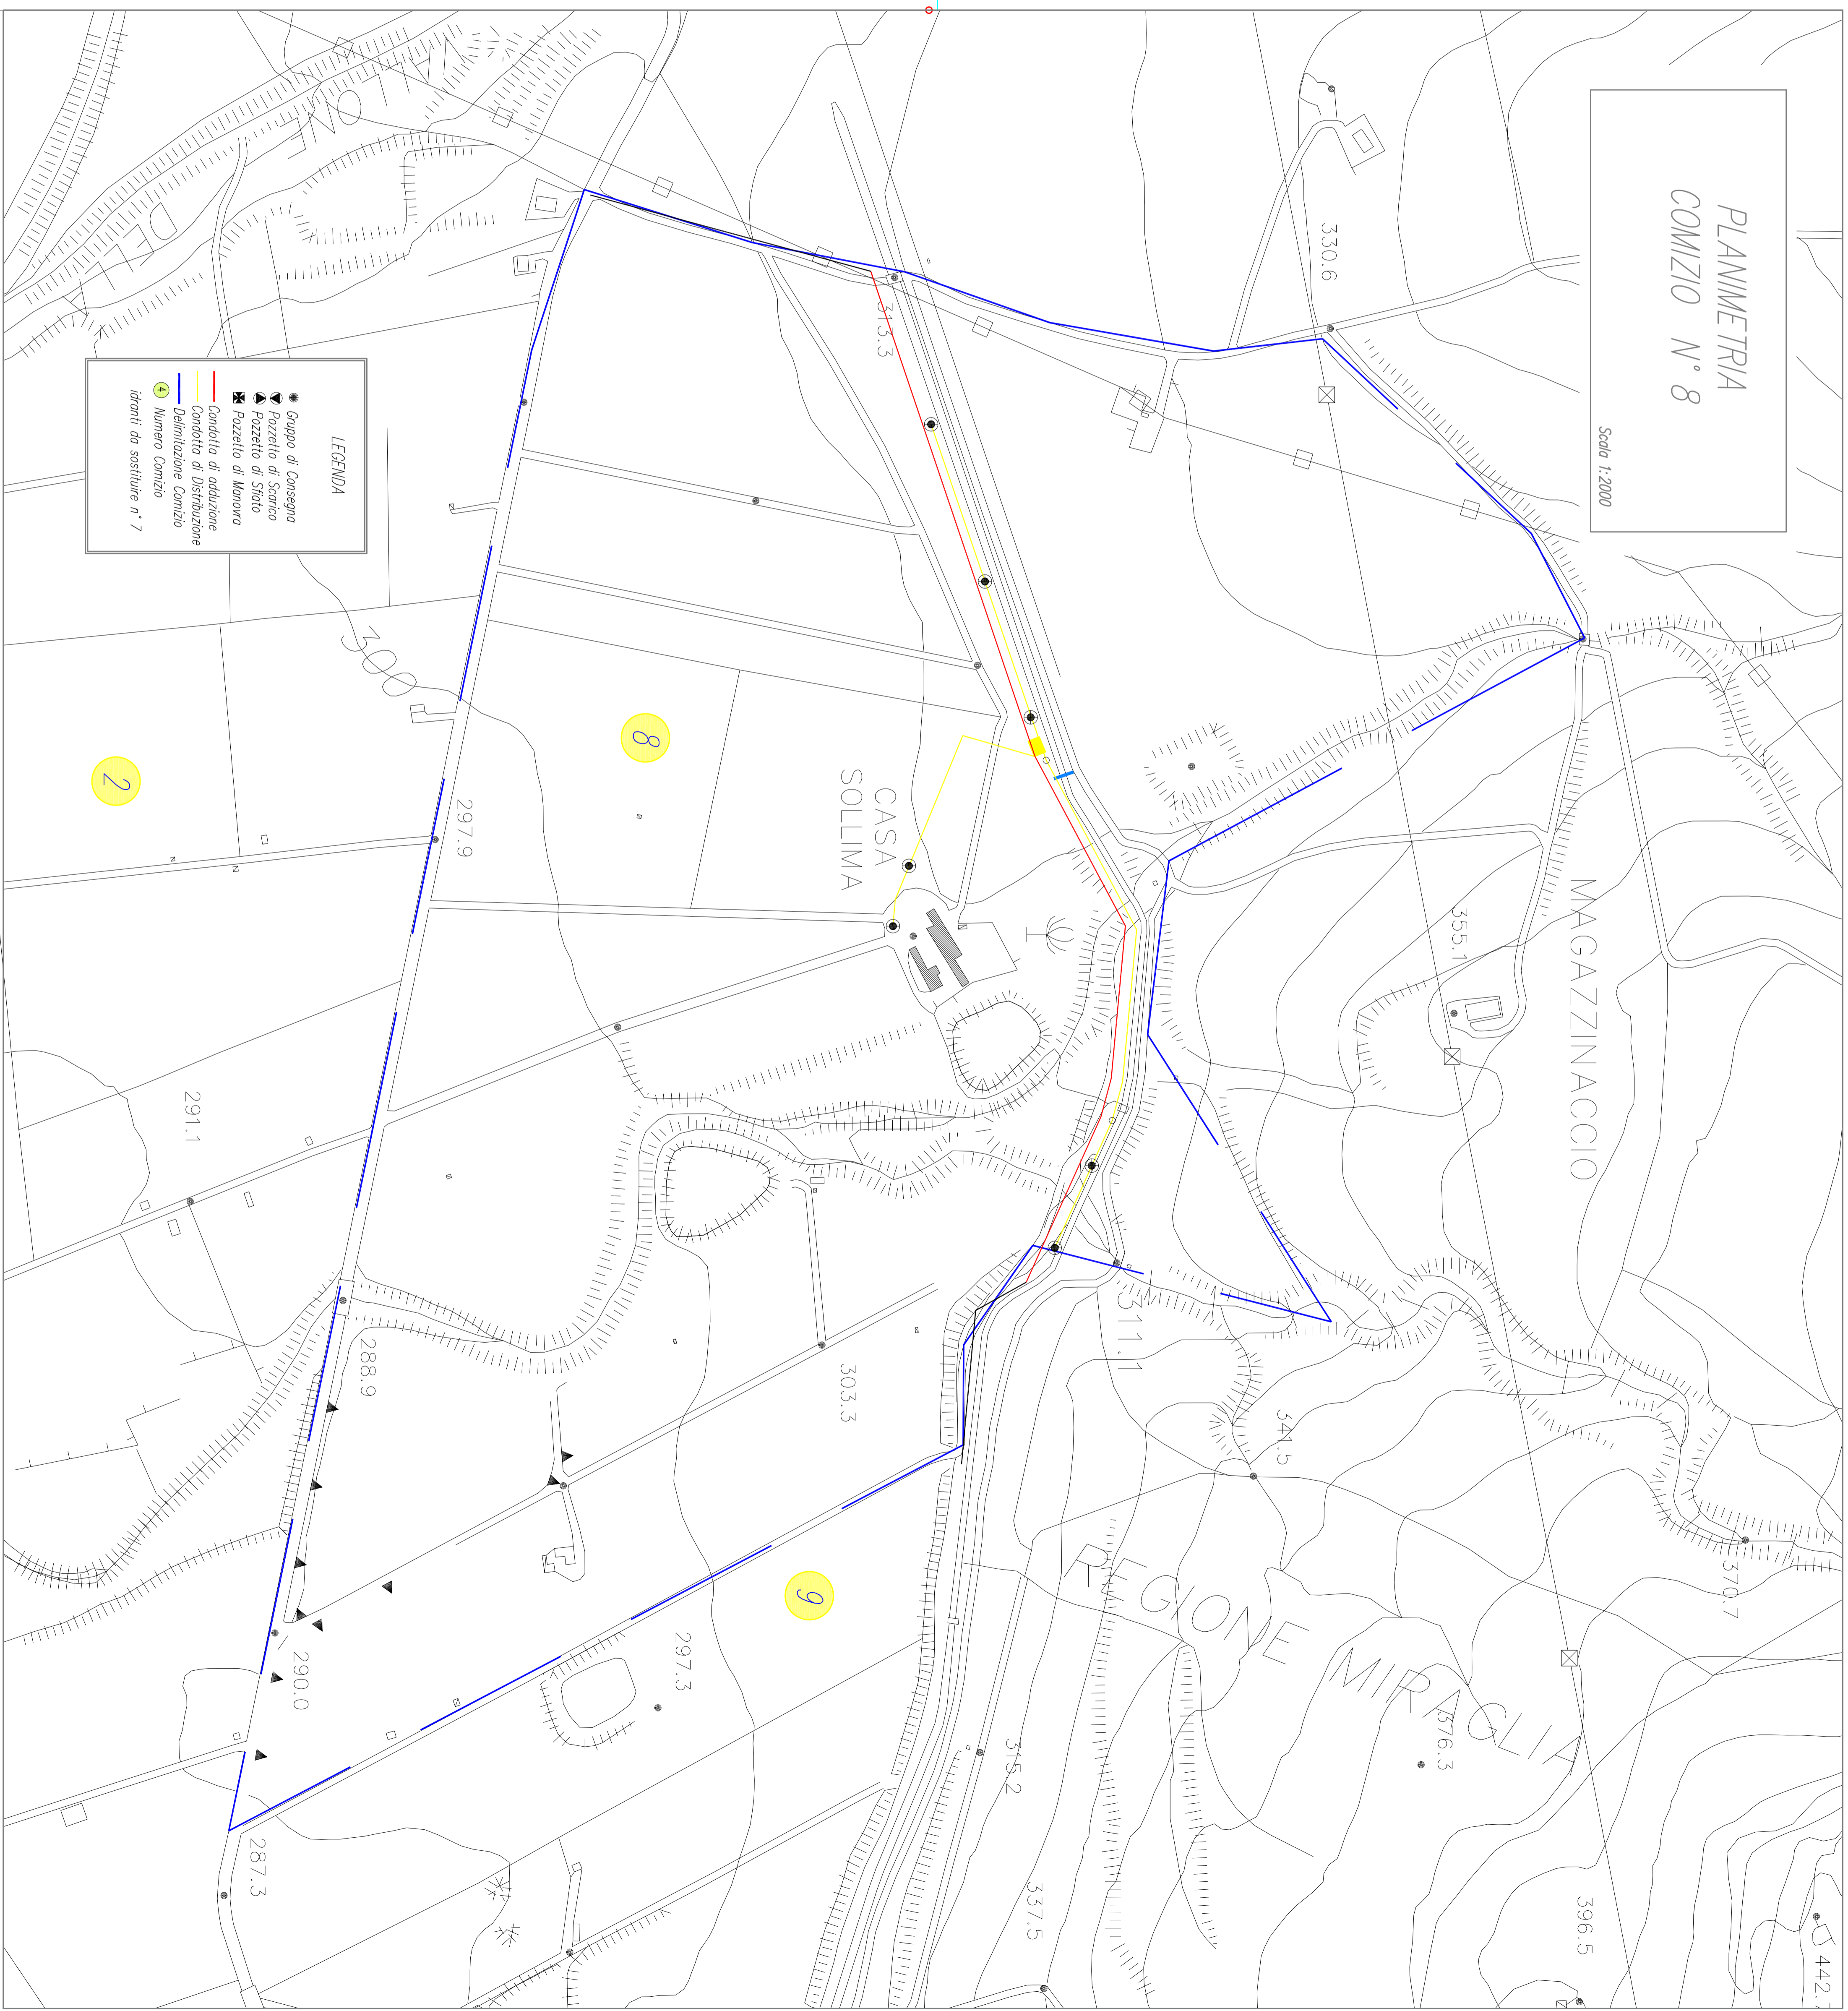 PLANIMETRIA
COMIZIO N° 8
Scala 1:2000
LEGENDA
Gruppo di Consegna
Pozzetto di Scarico
Pozzetto di Sfiato
Pozzetto di Manovra
Condotta di adduzione
Condotta di Distribuzione
Delimitazione Comizio
4 Numero Comizio
idranti da sostituire n° 7
330.6
313.3
300
8
2
297.9
CASA
SOLLIMA
MAGAZZINACCIO
355.1
291.1
288.9
303.3
311.1
341.5
370.7
REGIONE MIRAGLIA
376.3
9
297.3
290.0
315.2
287.3
337.5
396.5